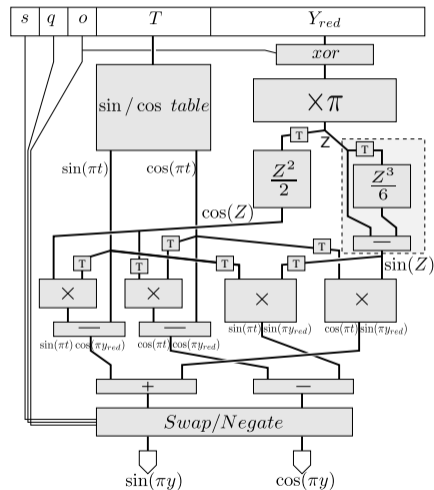 s q o T Y_red
xor
sin / cos table
×π
T
Z
T
Z²/2
Z³/6
sin(πt) cos(πt)
cos(Z)
T
T
−
T T T T
sin(Z)
× × × ×
− −
sin(πt) cos(πy_red) cos(πt) cos(πy_red) sin(πt) sin(πy_red) cos(πt) sin(πy_red)
+ −
Swap/Negate
sin(πy) cos(πy)